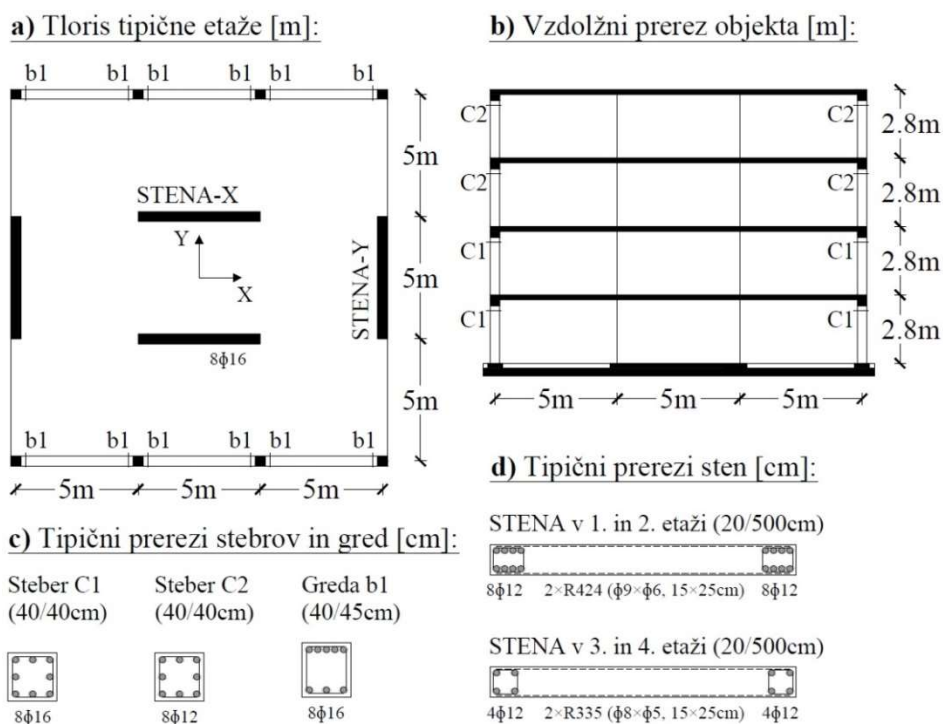 a) Tloris tipične etaže [m]:
b1 b1 b1 b1
5m
STENA-X
Y
X
STENA-Y
5m
8ϕ16
5m
b1 b1 b1 b1
5m 5m 5m
b) Vzdolžni prerez objekta [m]:
C2 C2 2.8m
C2 C2 2.8m
C1 C1 2.8m
C1 C1 2.8m
5m 5m 5m
c) Tipični prerezi stebrov in gred [cm]:
Steber C1 Steber C2 Greda b1
(40/40cm) (40/40cm) (40/45cm)
8ϕ16 8ϕ12 8ϕ16
d) Tipični prerezi sten [cm]:
STENA v 1. in 2. etaži (20/500cm)
8ϕ12 2×R424 (ϕ9×ϕ6, 15×25cm) 8ϕ12
STENA v 3. in 4. etaži (20/500cm)
4ϕ12 2×R335 (ϕ8×ϕ5, 15×25cm) 4ϕ12